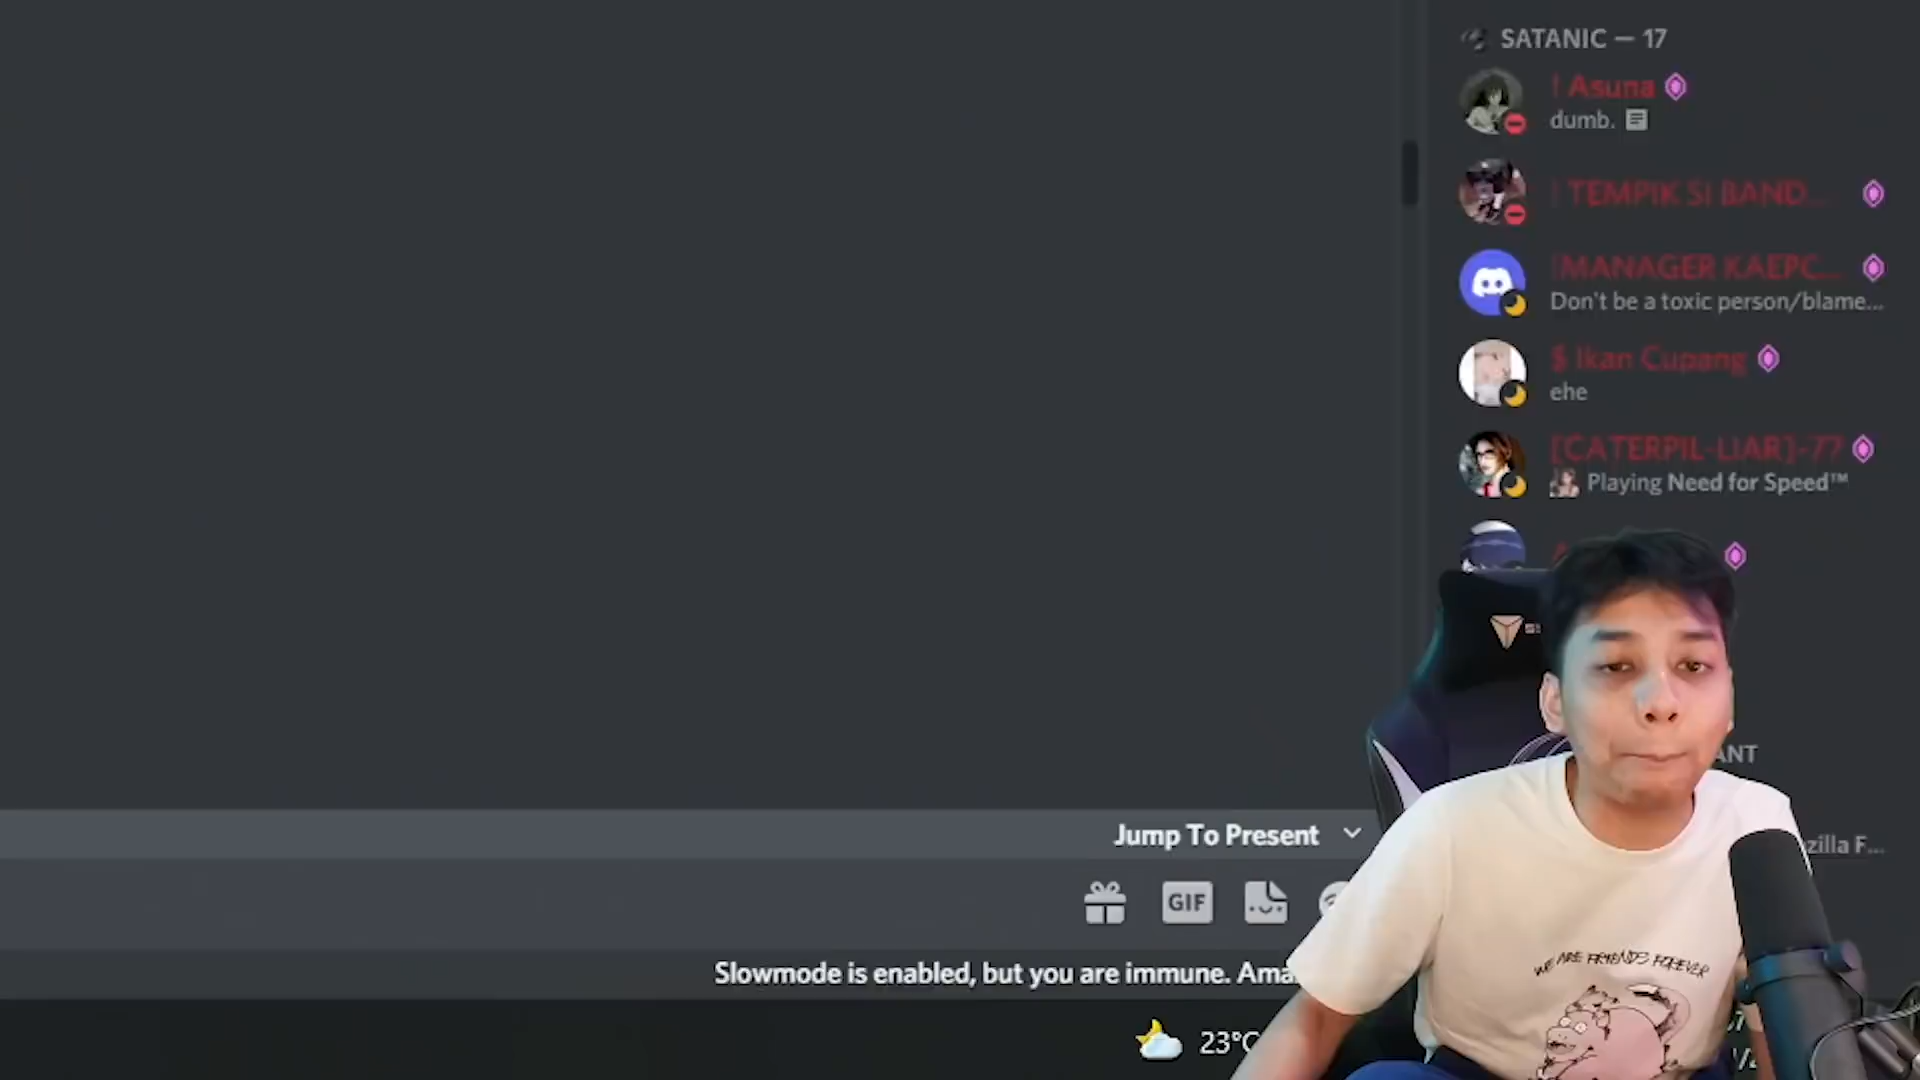 SATANIC — 17
! Asuna
dumb.
! TEMPIK SI BAND...
!MANAGER KAEPC...
Don't be a toxic person/blame...
$ Ikan Cupang
ehe
[CATERPIL-LIAR]-77
Playing Need for Speed™
ANT
Jump To Present
zilla F...
GIF
WE ARE FRIENDS FOREVER
Slowmode is enabled, but you are immune. Ama
23°C